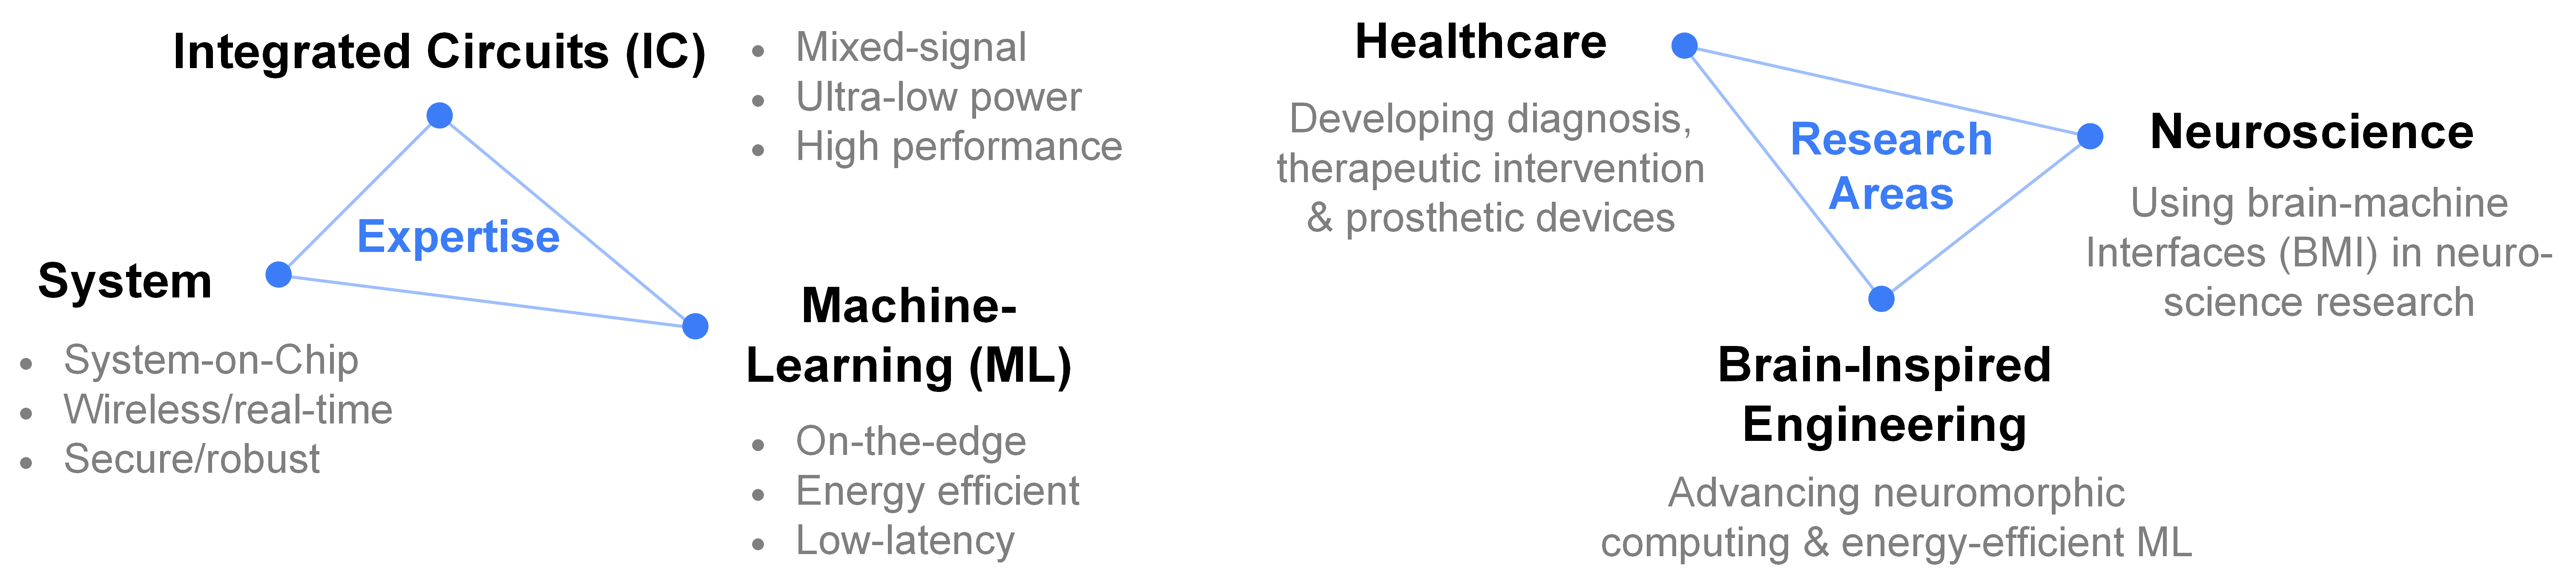 Integrated Circuits (IC)
• Mixed-signal
• Ultra-low power
• High performance
Expertise
System
• System-on-Chip
• Wireless/real-time
• Secure/robust
Machine-
Learning (ML)
• On-the-edge
• Energy efficient
• Low-latency
Healthcare
Developing diagnosis,
therapeutic intervention
& prosthetic devices
Research
Areas
Neuroscience
Using brain-machine
Interfaces (BMI) in neuro-
science research
Brain-Inspired
Engineering
Advancing neuromorphic
computing & energy-efficient ML